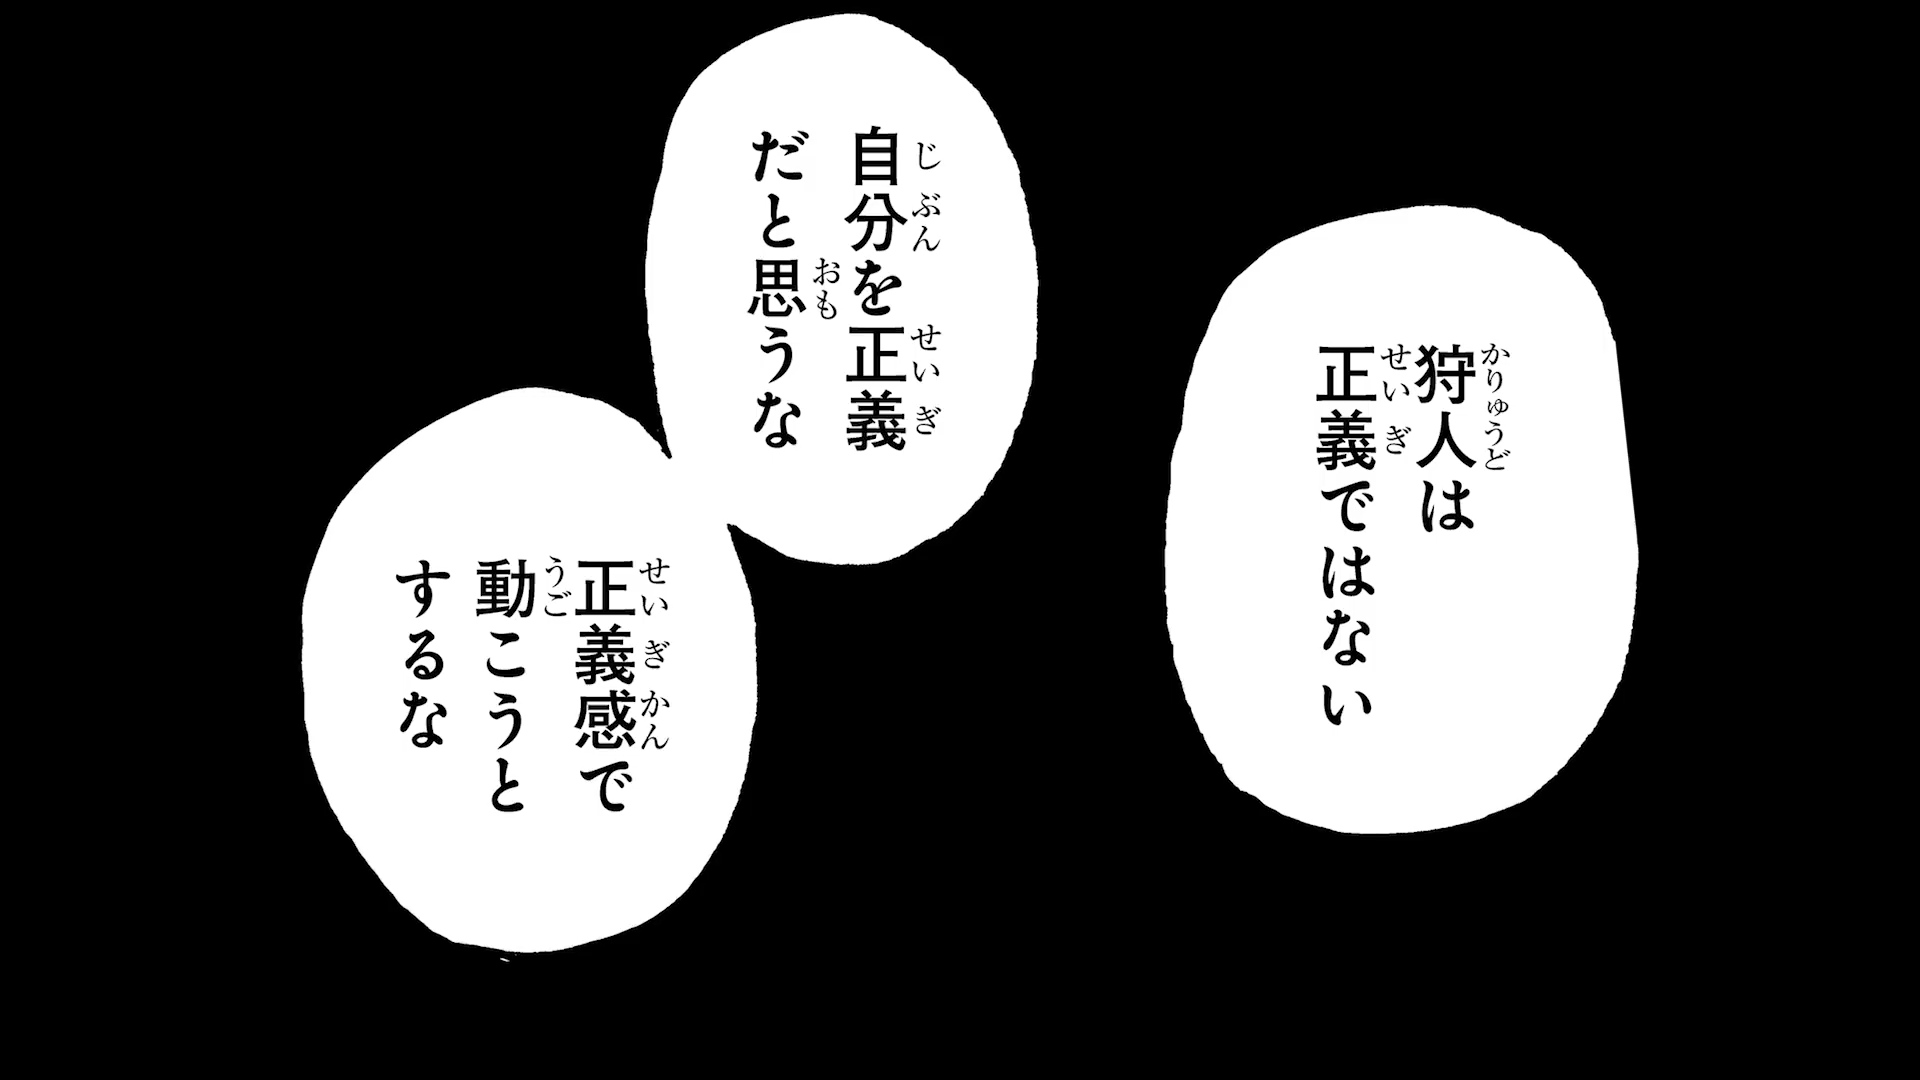 狩人は
正義ではない
自分を正義
だと思うな
正義感で
動こうと
するな